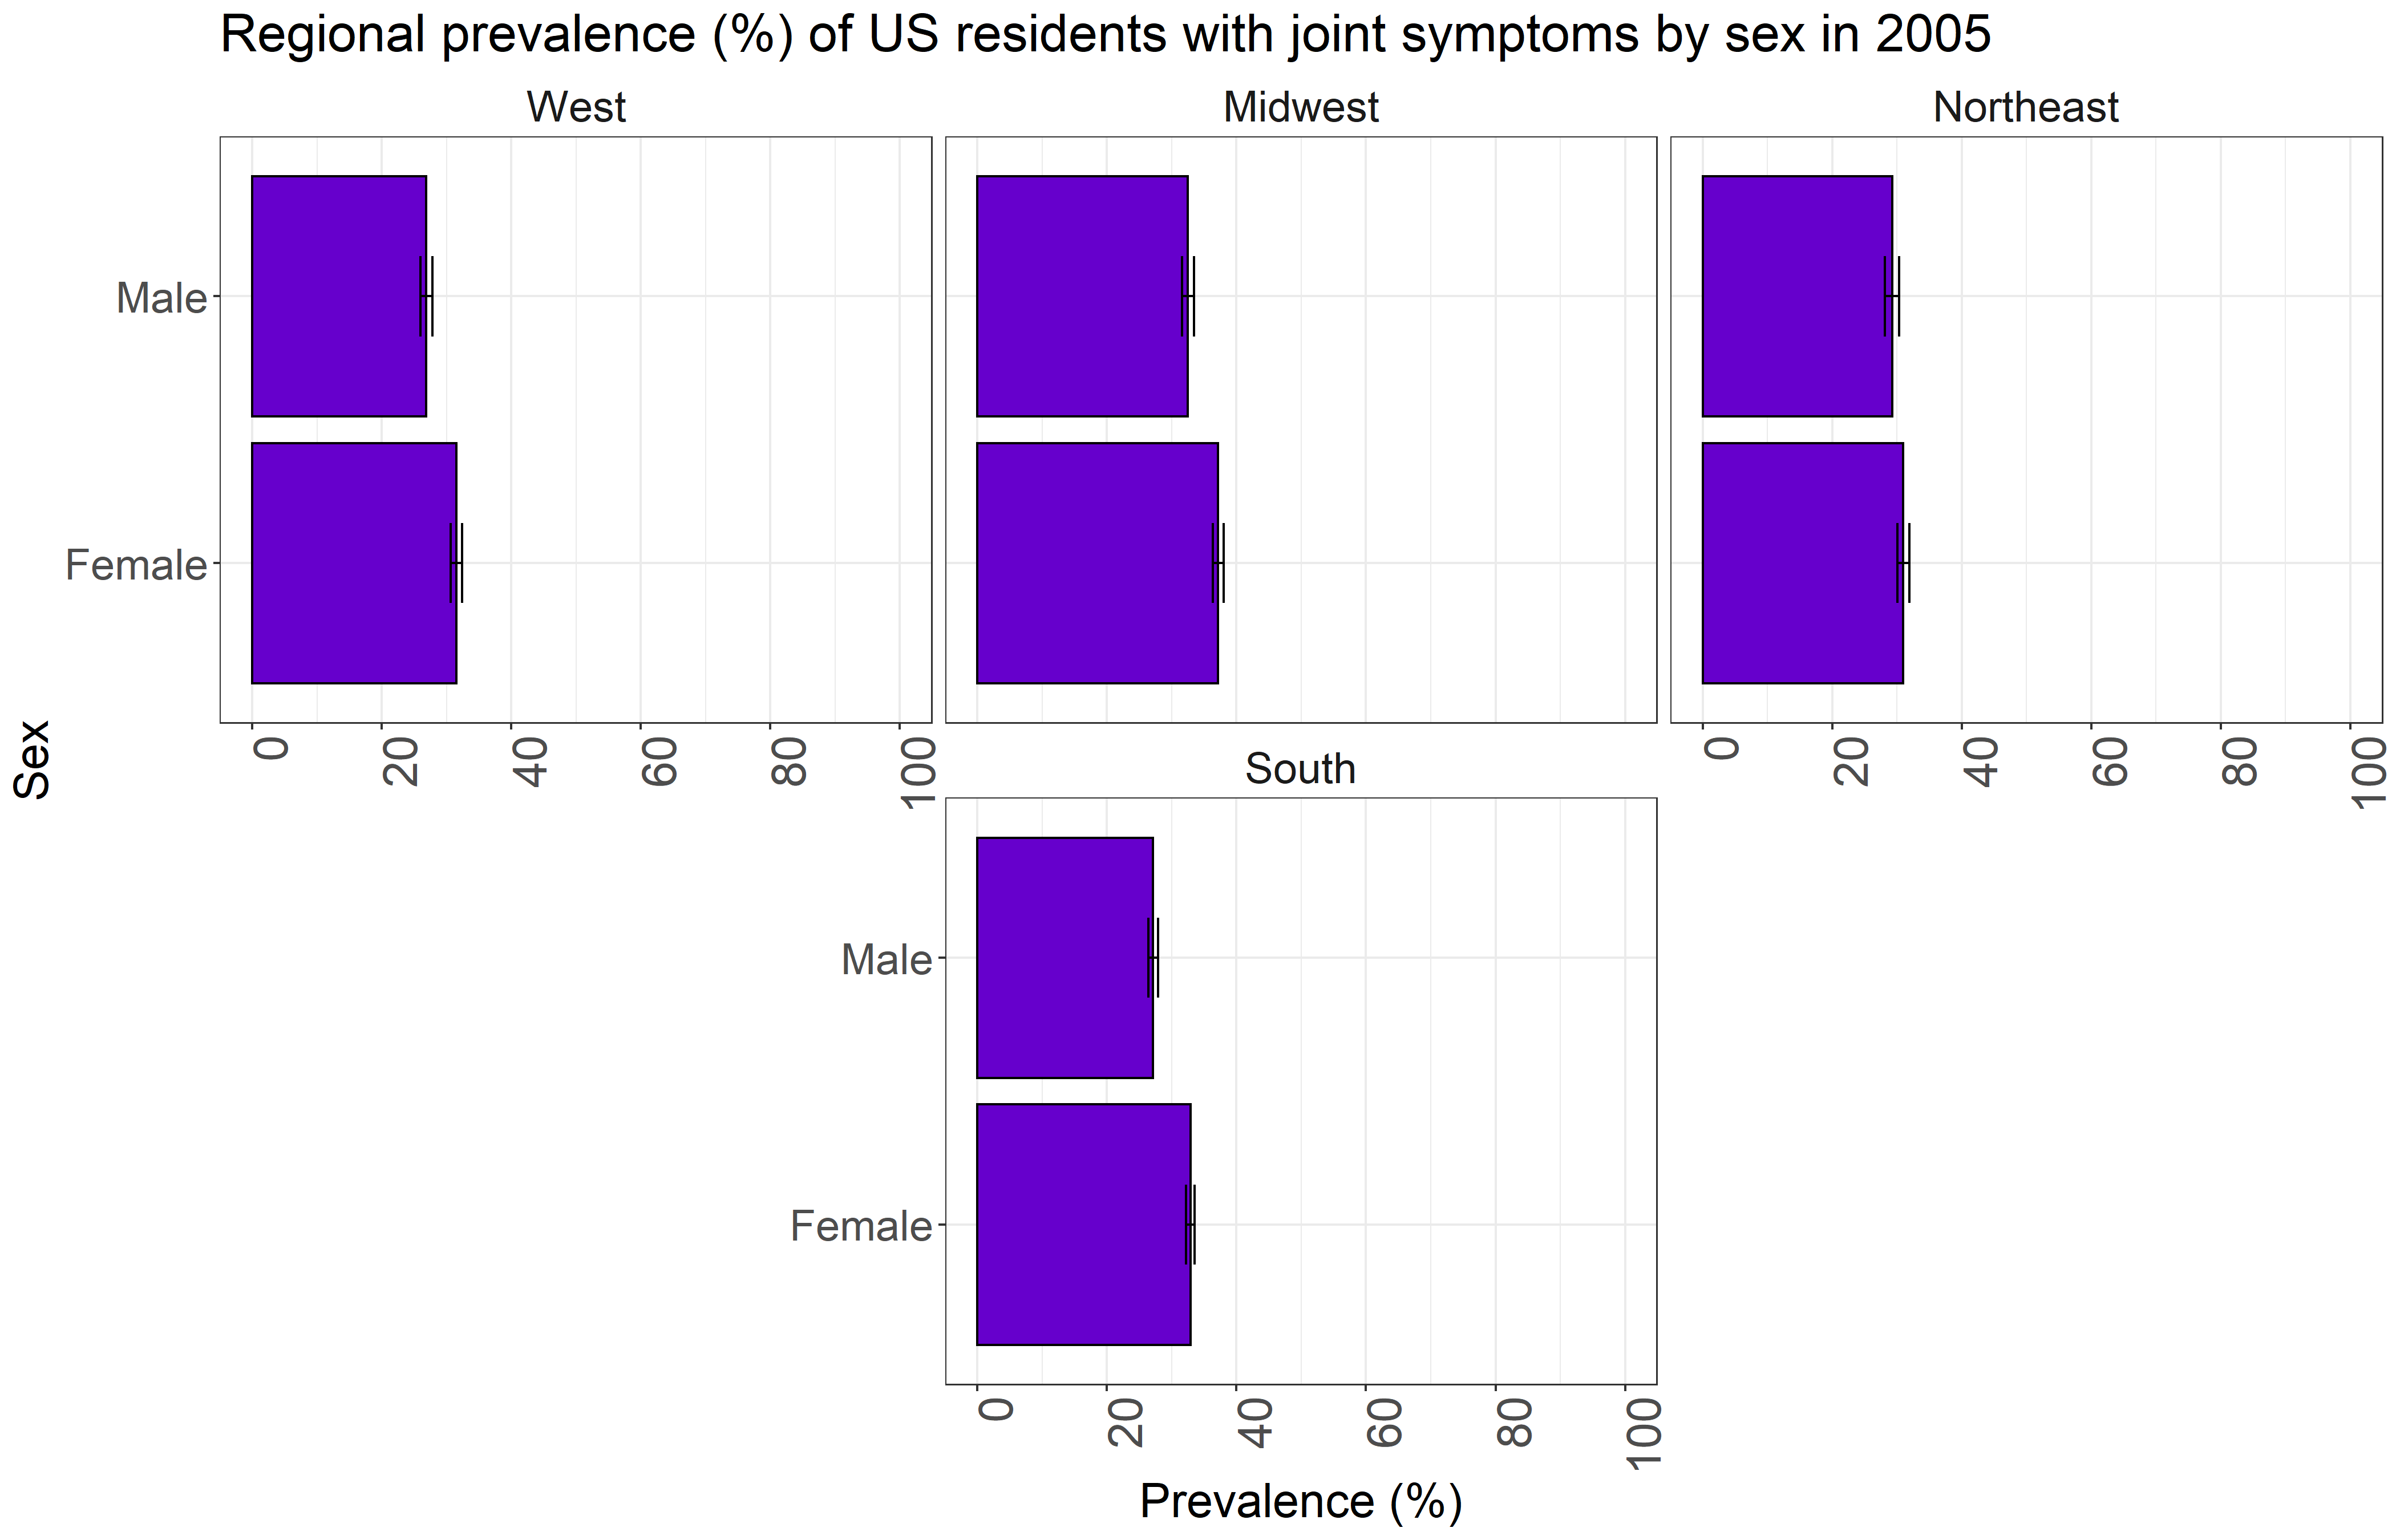 Regional prevalence (%) of US residents with joint symptoms by sex in 2005
West Midwest Northeast
Male
Female
0 20 40 60 80 100
0 20 40 60 80 100
Sex
South
Male
Female
0 20 40 60 80 100
Prevalence (%)